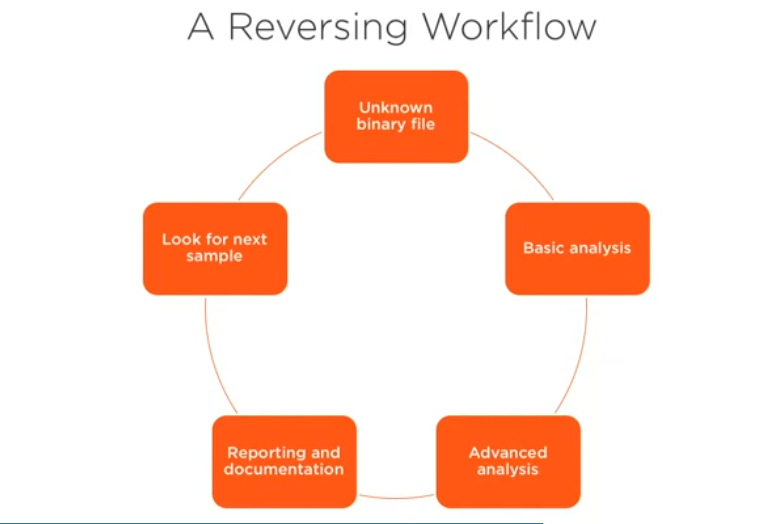 A Reversing Workflow
Unknown
binary file
Basic analysis
Advanced
analysis
Reporting and
documentation
Look for next
sample